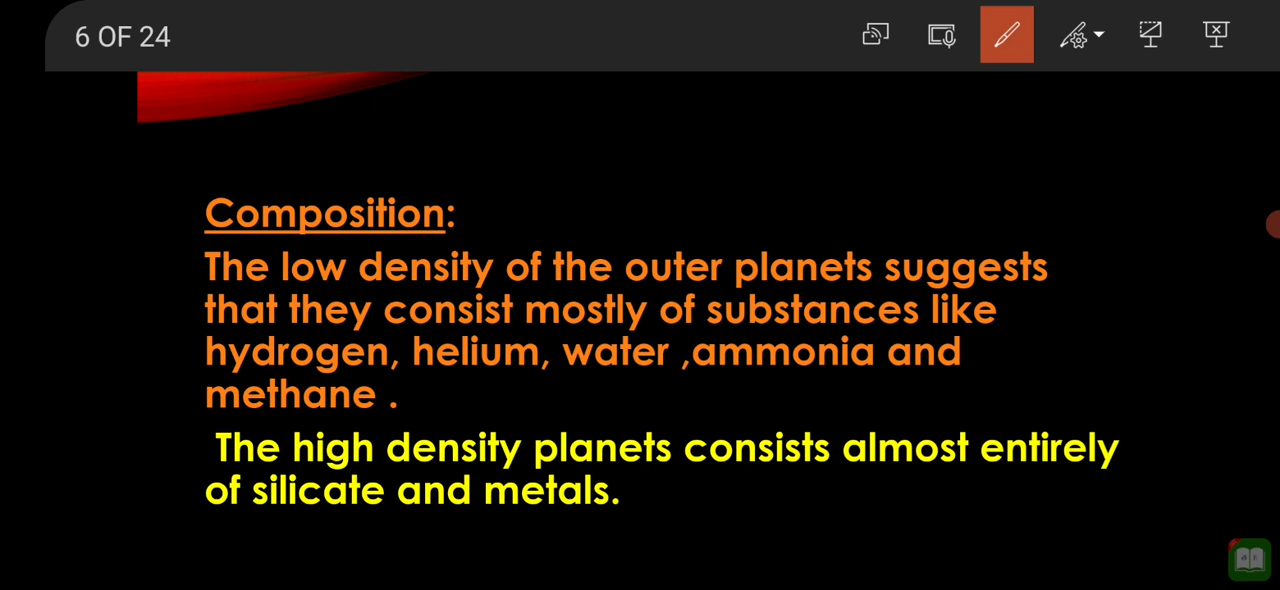 6 OF 24
Composition:
The low density of the outer planets suggests
that they consist mostly of substances like
hydrogen, helium, water ,ammonia and
methane .
The high density planets consists almost entirely
of silicate and metals.